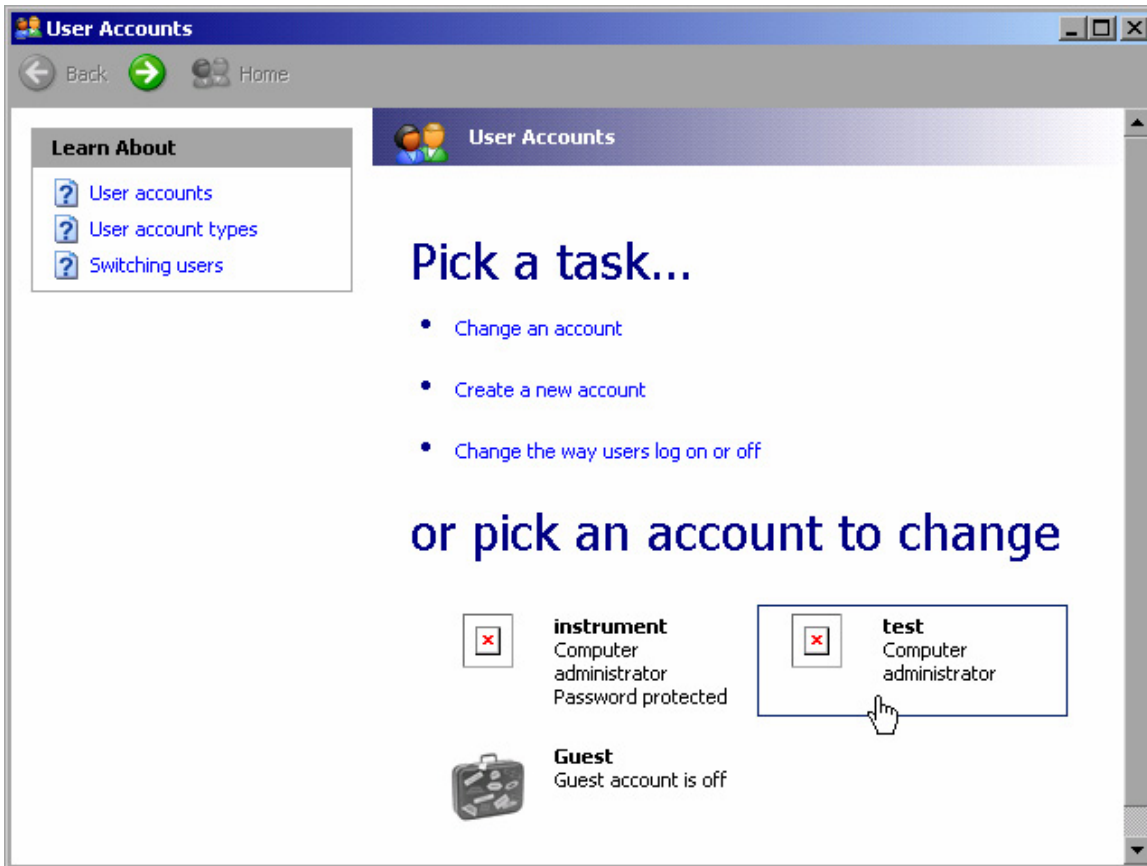 User Accounts
Back Home
Learn About
User accounts
User account types
Switching users
User Accounts
Pick a task...
Change an account
Create a new account
Change the way users log on or off
or pick an account to change
instrument
Computer
administrator
Password protected
test
Computer
administrator
Guest
Guest account is off